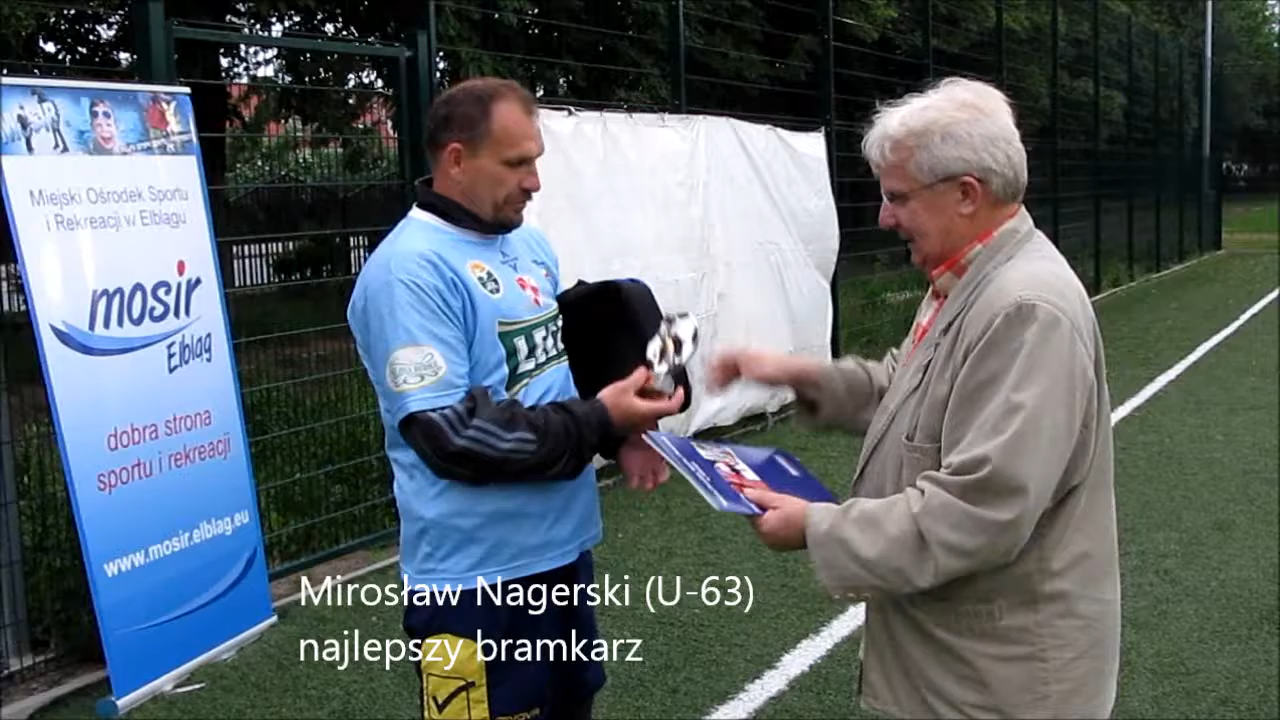 Miejski Ośrodek Sportu
i Rekreacji w Elblągu
mosir
Elbląg
dobra strona
sportu i rekreacji
www.mosir.elblag.eu
Mirosław Nagerski (U-63)
najlepszy bramkarz